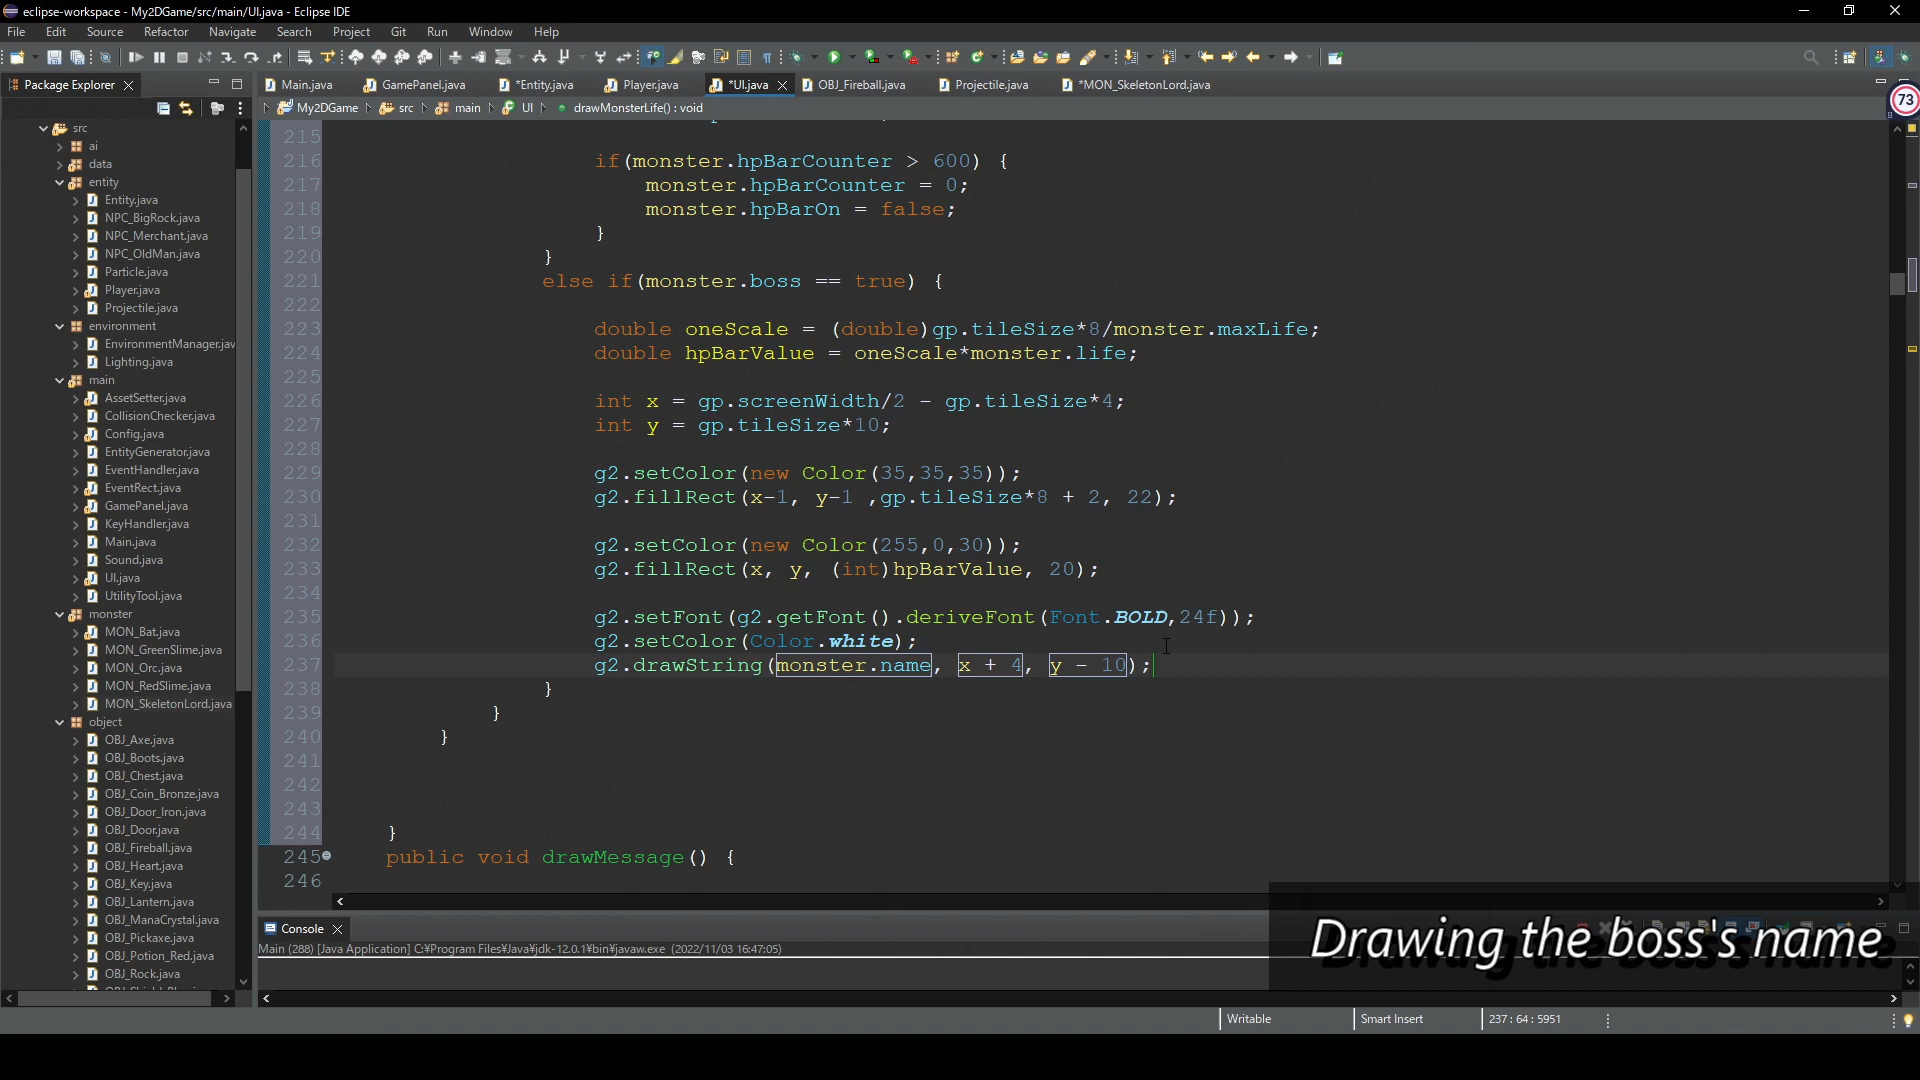 eclipse-workspace - My2DGame/src/main/UI.java - Eclipse IDE
File Edit Source Refactor Navigate Search Project Git Run Window Help
Package Explorer
Main.java GamePanel.java *Entity.java Player.java *UI.java OBJ_Fireball.java Projectile.java *MON_SkeletonLord.java
My2DGame src main UI drawMonsterLife() : void
73
src
ai
data
entity
Entity.java
NPC_BigRock.java
NPC_Merchant.java
NPC_OldMan.java
Particle.java
Player.java
Projectile.java
environment
EnvironmentManager.jav
Lighting.java
main
AssetSetter.java
CollisionChecker.java
Config.java
EntityGenerator.java
EventHandler.java
EventRect.java
GamePanel.java
KeyHandler.java
Main.java
Sound.java
UI.java
UtilityTool.java
monster
MON_Bat.java
MON_GreenSlime.java
MON_Orc.java
MON_RedSlime.java
MON_SkeletonLord.java
object
OBJ_Axe.java
OBJ_Boots.java
OBJ_Chest.java
OBJ_Coin_Bronze.java
OBJ_Door_Iron.java
OBJ_Door.java
OBJ_Fireball.java
OBJ_Heart.java
OBJ_Key.java
OBJ_Lantern.java
OBJ_ManaCrystal.java
OBJ_Pickaxe.java
OBJ_Potion_Red.java
OBJ_Rock.java
215
216 if(monster.hpBarCounter > 600) {
217 monster.hpBarCounter = 0;
218 monster.hpBarOn = false;
219 }
220 }
221 else if(monster.boss == true) {
222
223 double oneScale = (double)gp.tileSize*8/monster.maxLife;
224 double hpBarValue = oneScale*monster.life;
225
226 int x = gp.screenWidth/2 - gp.tileSize*4;
227 int y = gp.tileSize*10;
228
229 g2.setColor(new Color(35,35,35));
230 g2.fillRect(x-1, y-1 ,gp.tileSize*8 + 2, 22);
231
232 g2.setColor(new Color(255,0,30));
233 g2.fillRect(x, y, (int)hpBarValue, 20);
234
235 g2.setFont(g2.getFont().deriveFont(Font.BOLD,24f));
236 g2.setColor(Color.white);
237 g2.drawString(monster.name, x + 4, y - 10);
238 }
239 }
240 }
241
242
243
244 }
245 public void drawMessage() {
246
Console
Main (288) [Java Application] C:¥Program Files¥Java¥jdk-12.0.1¥bin¥javaw.exe (2022/11/03 16:47:05)
Drawing the boss's name
Writable Smart Insert 237 : 64 : 5951